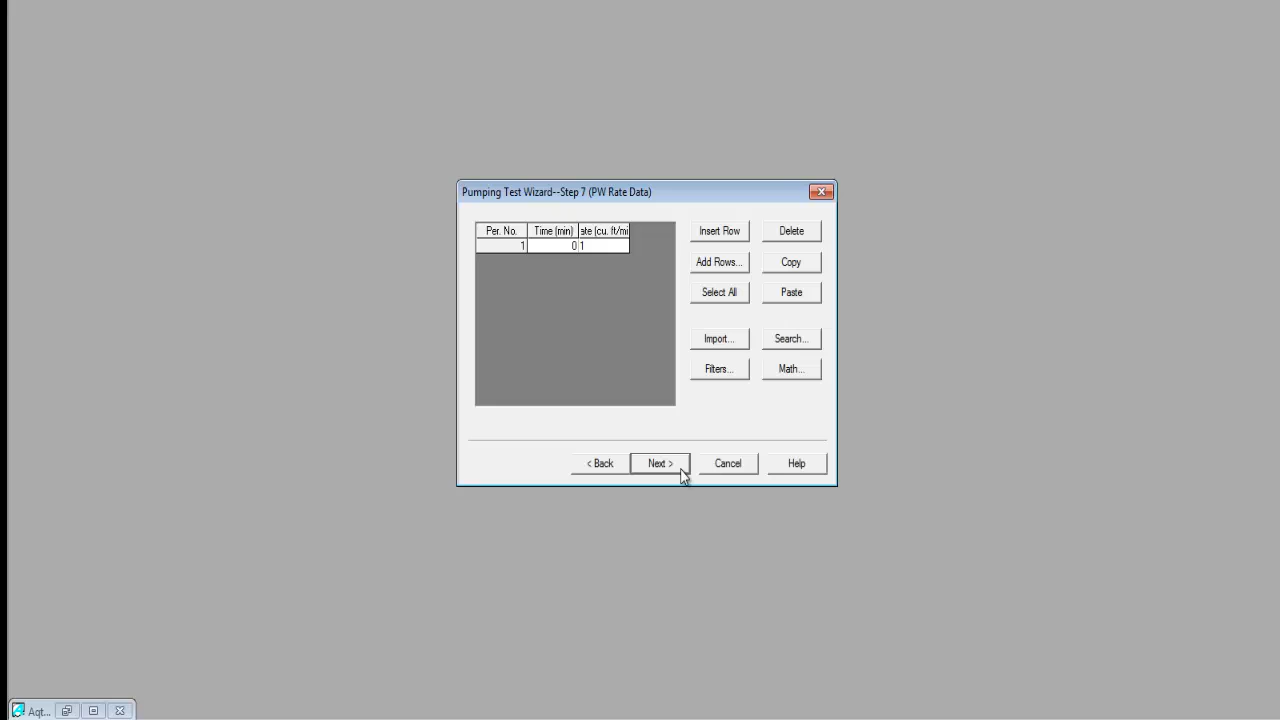 Pumping Test Wizard--Step 7 (PW Rate Data)
Per. No. Time (min) ate (cu. ft/mi
1 0 1
Insert Row Delete
Add Rows... Copy
Select All Paste
Import... Search...
Filters... Math...
< Back Next > Cancel Help
Aqt...